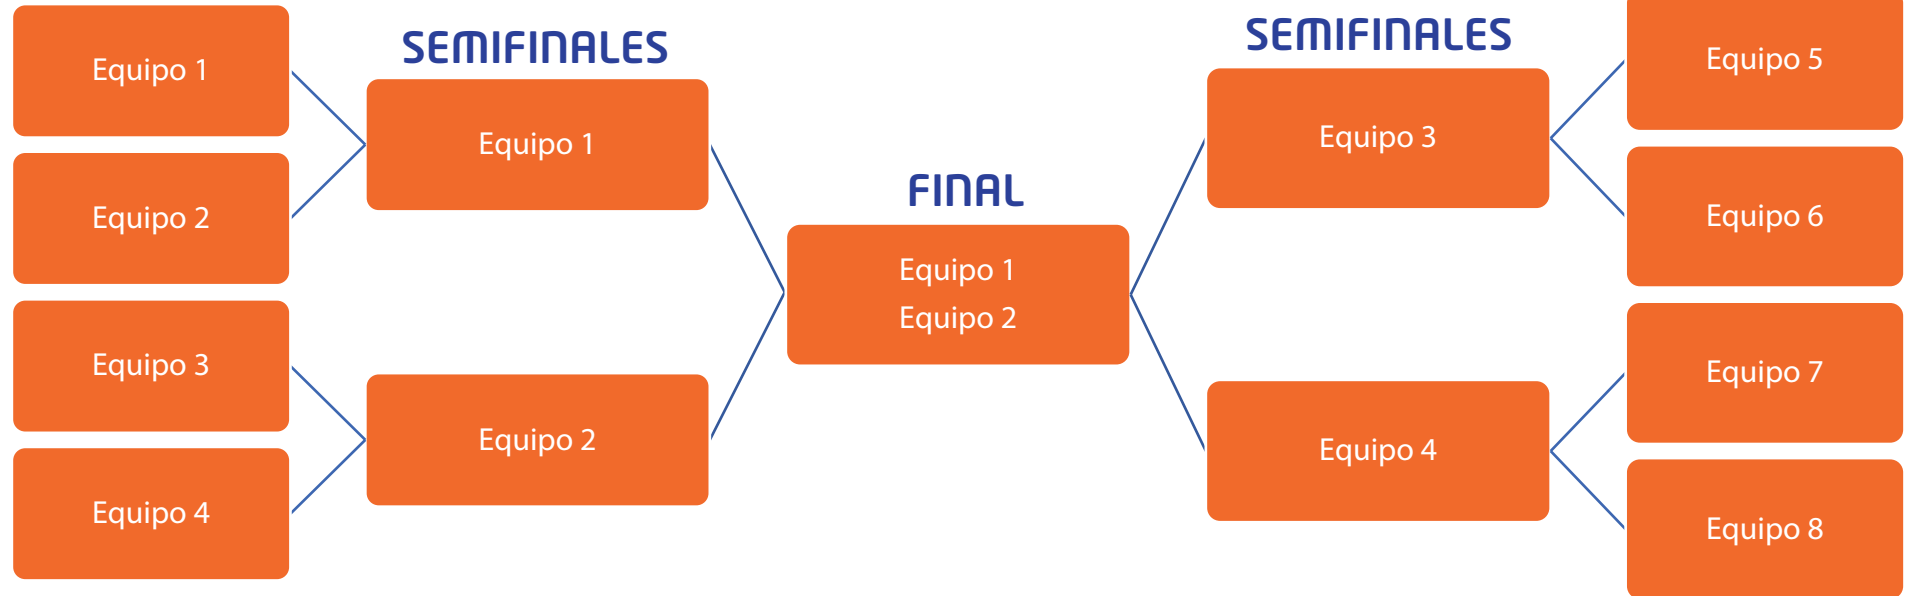 Equipo 1
Equipo 2
Equipo 3
Equipo 4
SEMIFINALES
Equipo 1
Equipo 2
FINAL
Equipo 1
Equipo 2
SEMIFINALES
Equipo 3
Equipo 4
Equipo 5
Equipo 6
Equipo 7
Equipo 8